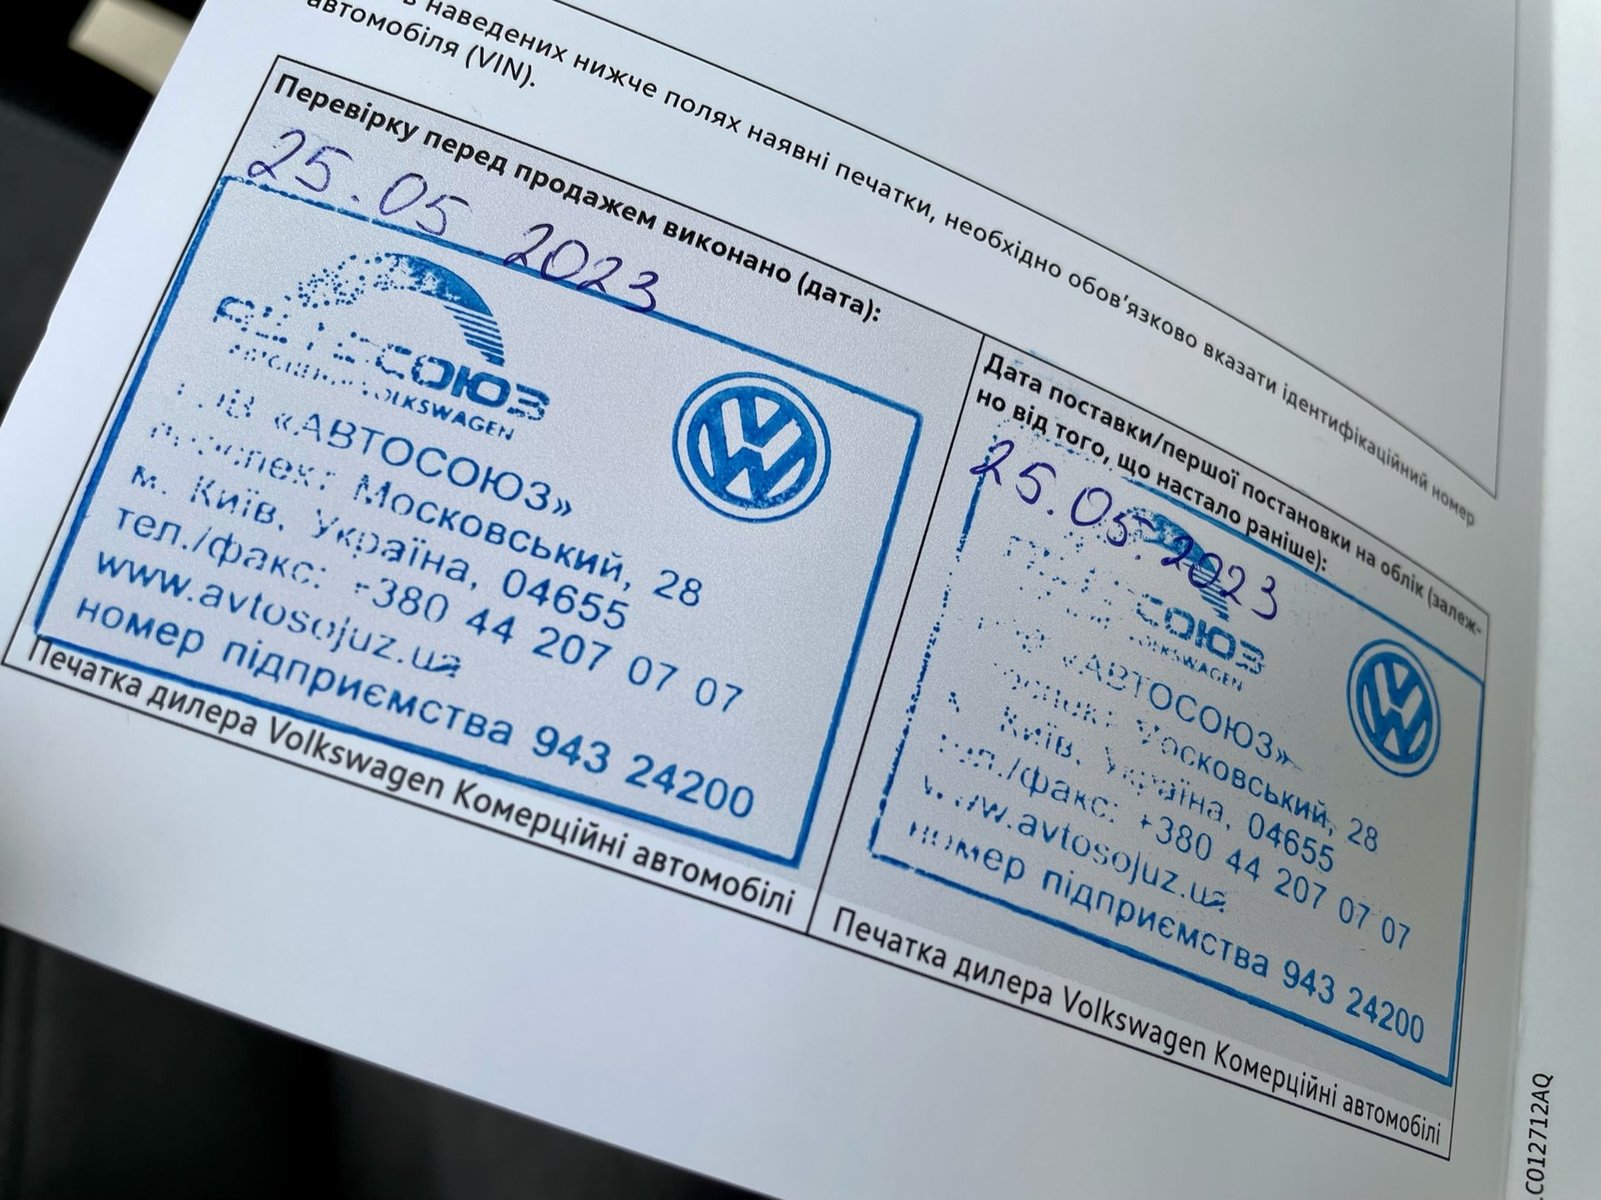 в наведених нижче полях наявні печатки, необхідно обов’язково вказати ідентифікаційний номер
автомобіля (VIN).
Перевірку перед продажем виконано (дата):
25.05.2023
АВТОСОЮЗ
VOLKSWAGEN
ТОВ «АВТОСОЮЗ»
проспект Московський, 28
м. Київ, Україна, 04655
тел./факс: +380 44 207 07 07
www.avtosojuz.ua
номер підприємства 943 24200
Печатка дилера Volkswagen Комерційні автомобілі
Дата поставки/першої постановки на облік (залеж-
но від того, що настало раніше):
25.05.2023
СОЮЗ
VOLKSWAGEN
«АВТОСОЮЗ»
проспект Московський, 28
м. Київ, Україна, 04655
тел./факс: +380 44 207 07 07
www.avtosojuz.ua
номер підприємства 943 24200
Печатка дилера Volkswagen Комерційні автомобілі
C012712AQ